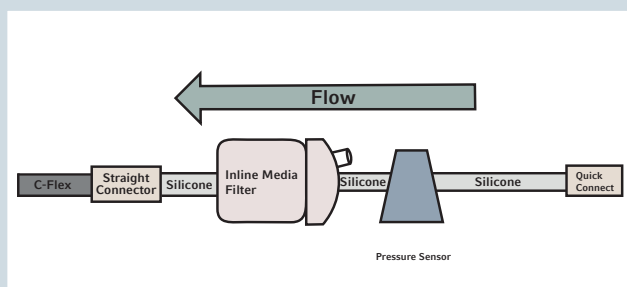 Flow
C-Flex
Straight
Connector
Silicone
Inline Media
Filter
Silicone
Silicone
Quick
Connect
Pressure Sensor